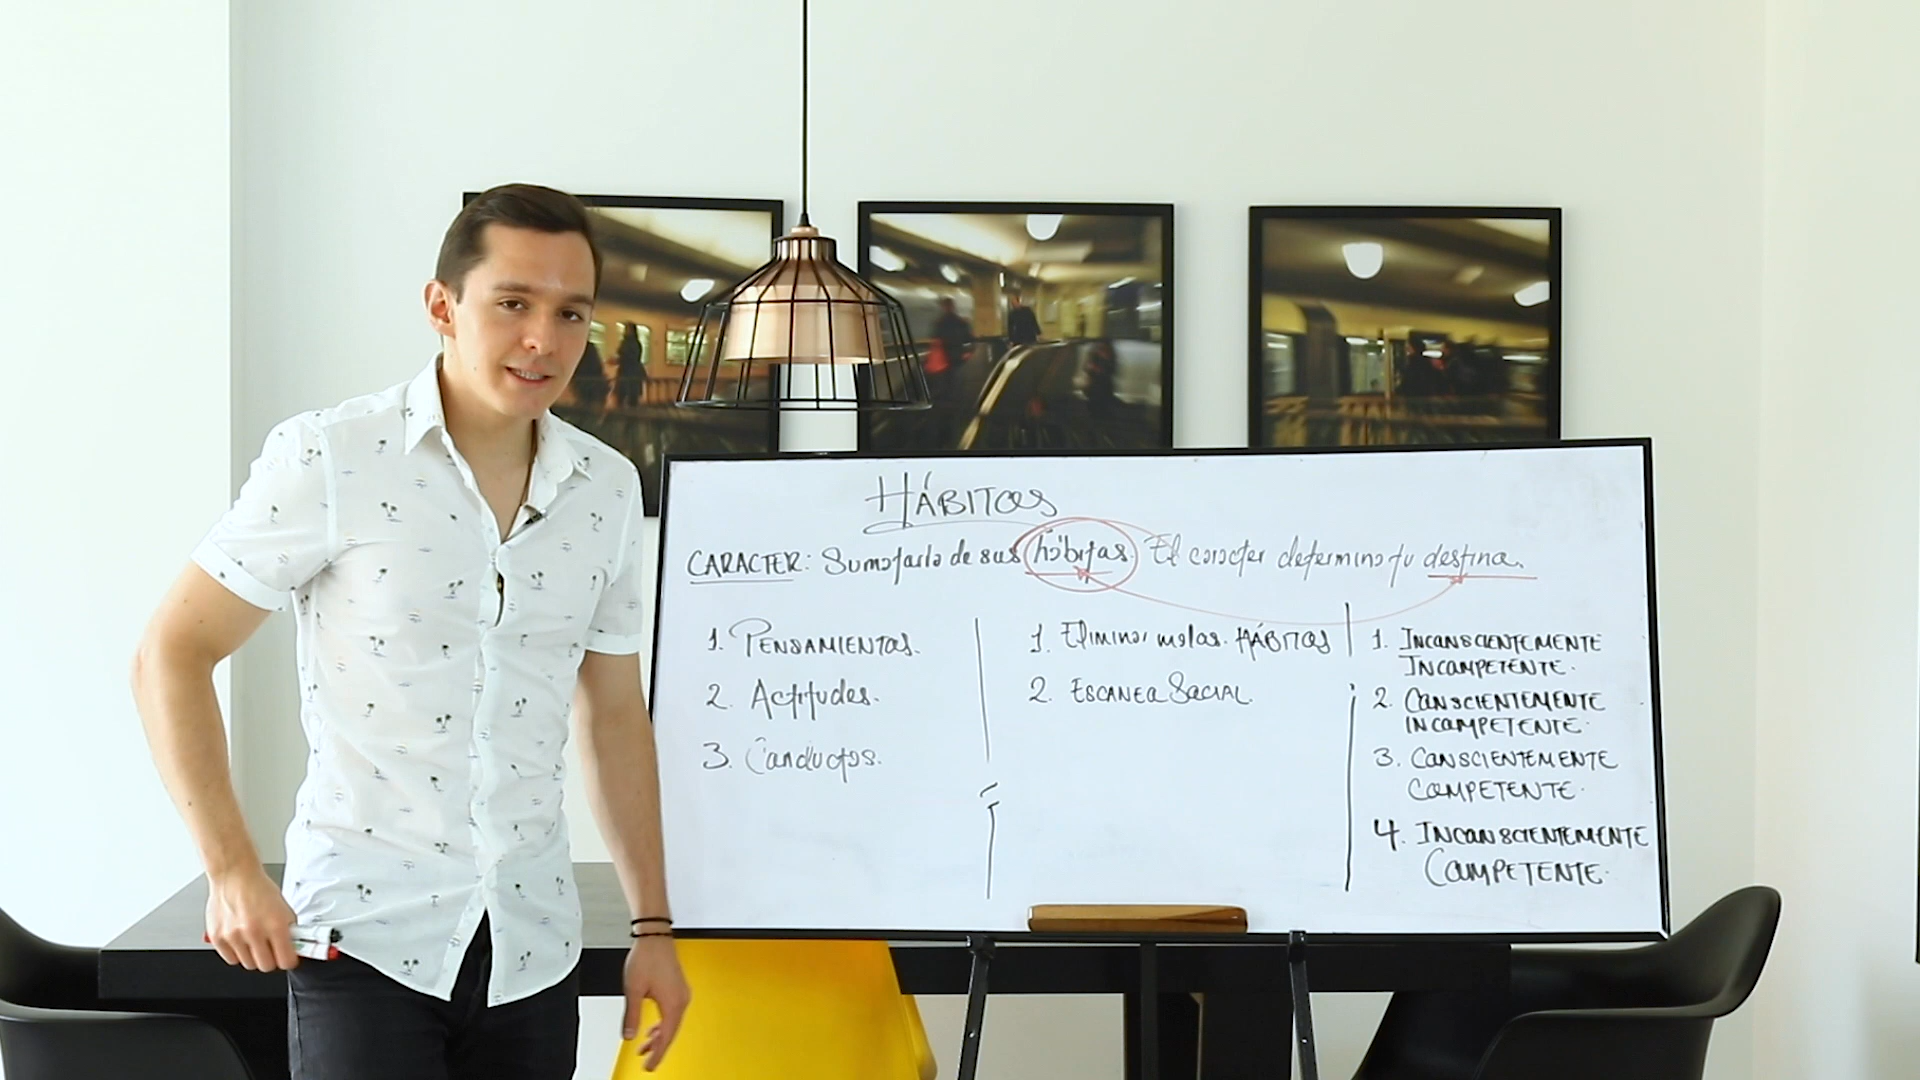 HÁBITOS
CARACTER: Sumatoria de sus hábitos. El caracter determina tu destino.
1. PENSAMIENTOS.
2. Actitudes.
3. Conductas.
1. Eliminar malos HÁBITOS
2. ESCANEO SOCIAL.
1. INCONSCIENTEMENTE
INCOMPETENTE.
2. CONSCIENTEMENTE
INCOMPETENTE.
3. CONSCIENTEMENTE
COMPETENTE.
4. INCONSCIENTEMENTE
COMPETENTE.